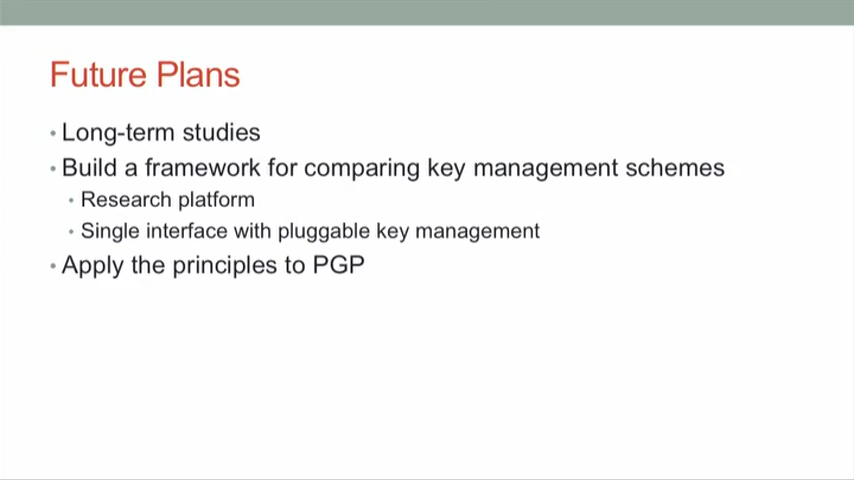 Future Plans
• Long-term studies
• Build a framework for comparing key management schemes
• Research platform
• Single interface with pluggable key management
• Apply the principles to PGP